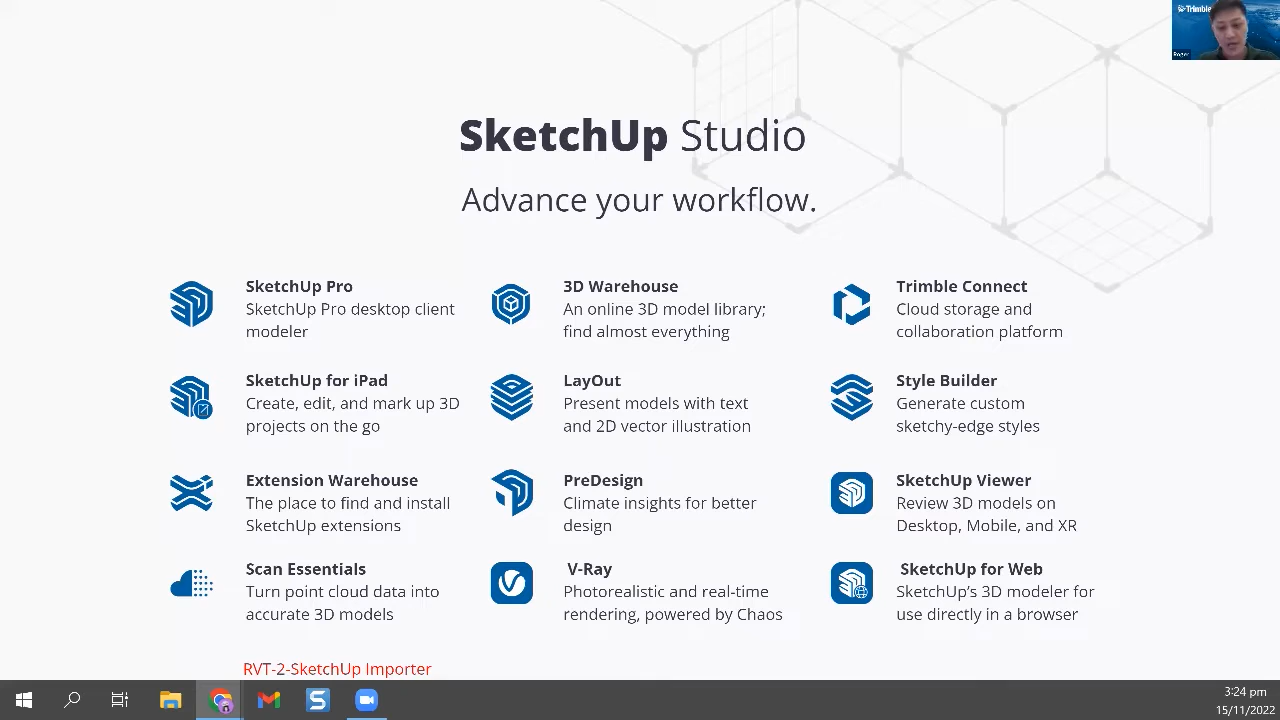 Trimble
Roger
SketchUp Studio
Advance your workflow.
SketchUp Pro
SketchUp Pro desktop client
modeler
3D Warehouse
An online 3D model library;
find almost everything
Trimble Connect
Cloud storage and
collaboration platform
SketchUp for iPad
Create, edit, and mark up 3D
projects on the go
LayOut
Present models with text
and 2D vector illustration
Style Builder
Generate custom
sketchy-edge styles
Extension Warehouse
The place to find and install
SketchUp extensions
PreDesign
Climate insights for better
design
SketchUp Viewer
Review 3D models on
Desktop, Mobile, and XR
Scan Essentials
Turn point cloud data into
accurate 3D models
V-Ray
Photorealistic and real-time
rendering, powered by Chaos
SketchUp for Web
SketchUp’s 3D modeler for
use directly in a browser
RVT-2-SketchUp Importer
S
3:24 pm
15/11/2022